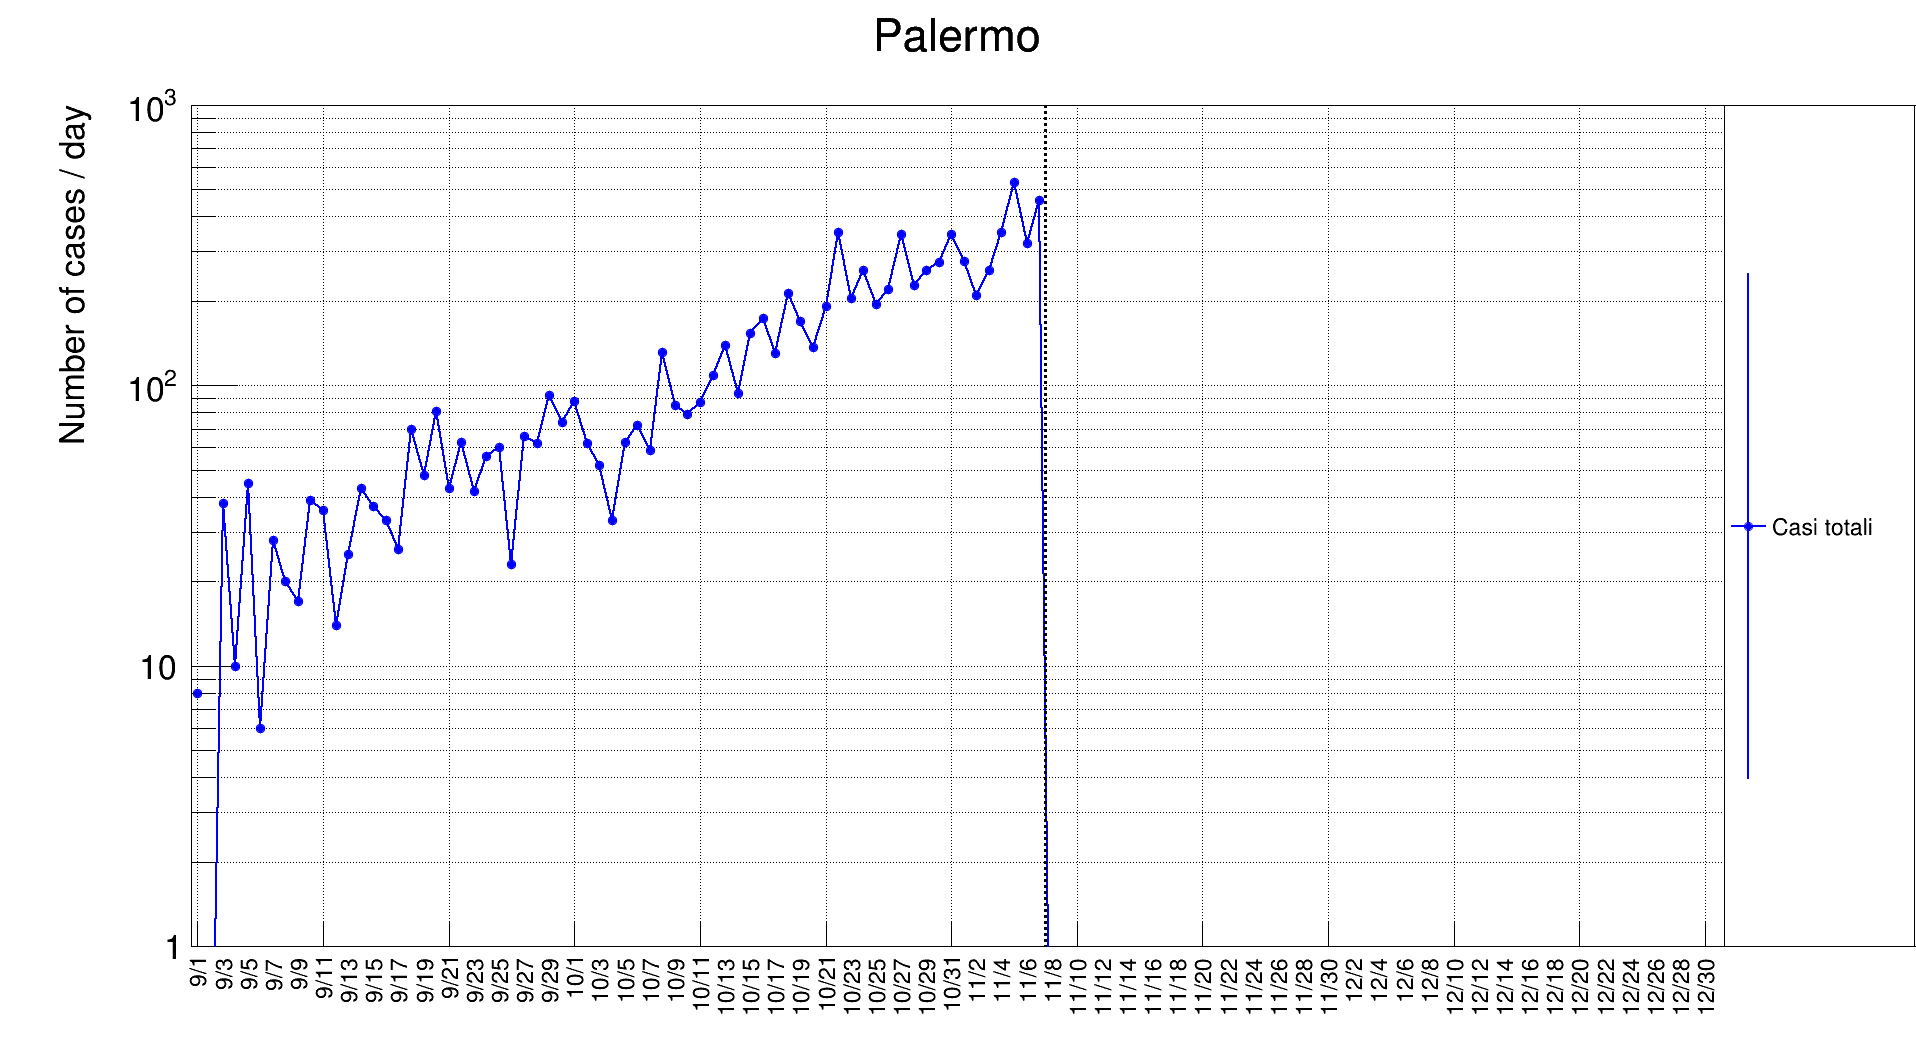 Palermo
Number of cases / day
10³
10²
10
1
9/1 9/3 9/5 9/7 9/9 9/11 9/13 9/15 9/17 9/19 9/21 9/23 9/25 9/27 9/29 10/1 10/3 10/5 10/7 10/9 10/11 10/13 10/15 10/17 10/19 10/21 10/23 10/25 10/27 10/29 10/31 11/2 11/4 11/6 11/8 11/10 11/12 11/14 11/16 11/18 11/20 11/22 11/24 11/26 11/28 11/30 12/2 12/4 12/6 12/8 12/10 12/12 12/14 12/16 12/18 12/20 12/22 12/24 12/26 12/28 12/30
Casi totali